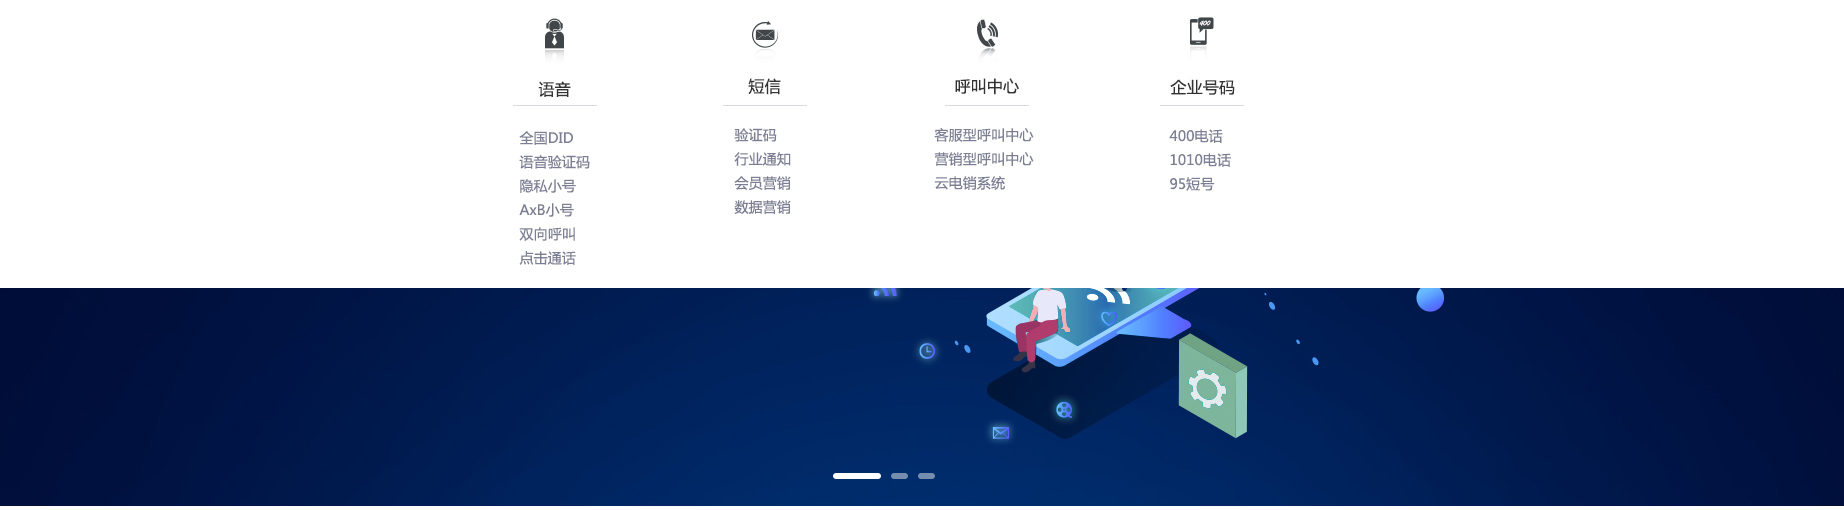 400
语音
全国DID
语音验证码
隐私小号
AxB小号
双向呼叫
点击通话
短信
验证码
行业通知
会员营销
数据营销
呼叫中心
客服型呼叫中心
营销型呼叫中心
云电销系统
企业号码
400电话
1010电话
95短号